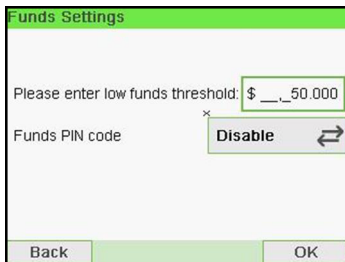 Funds Settings
Please enter low funds threshold: $ __,_50.000
Funds PIN code Disable
Back OK